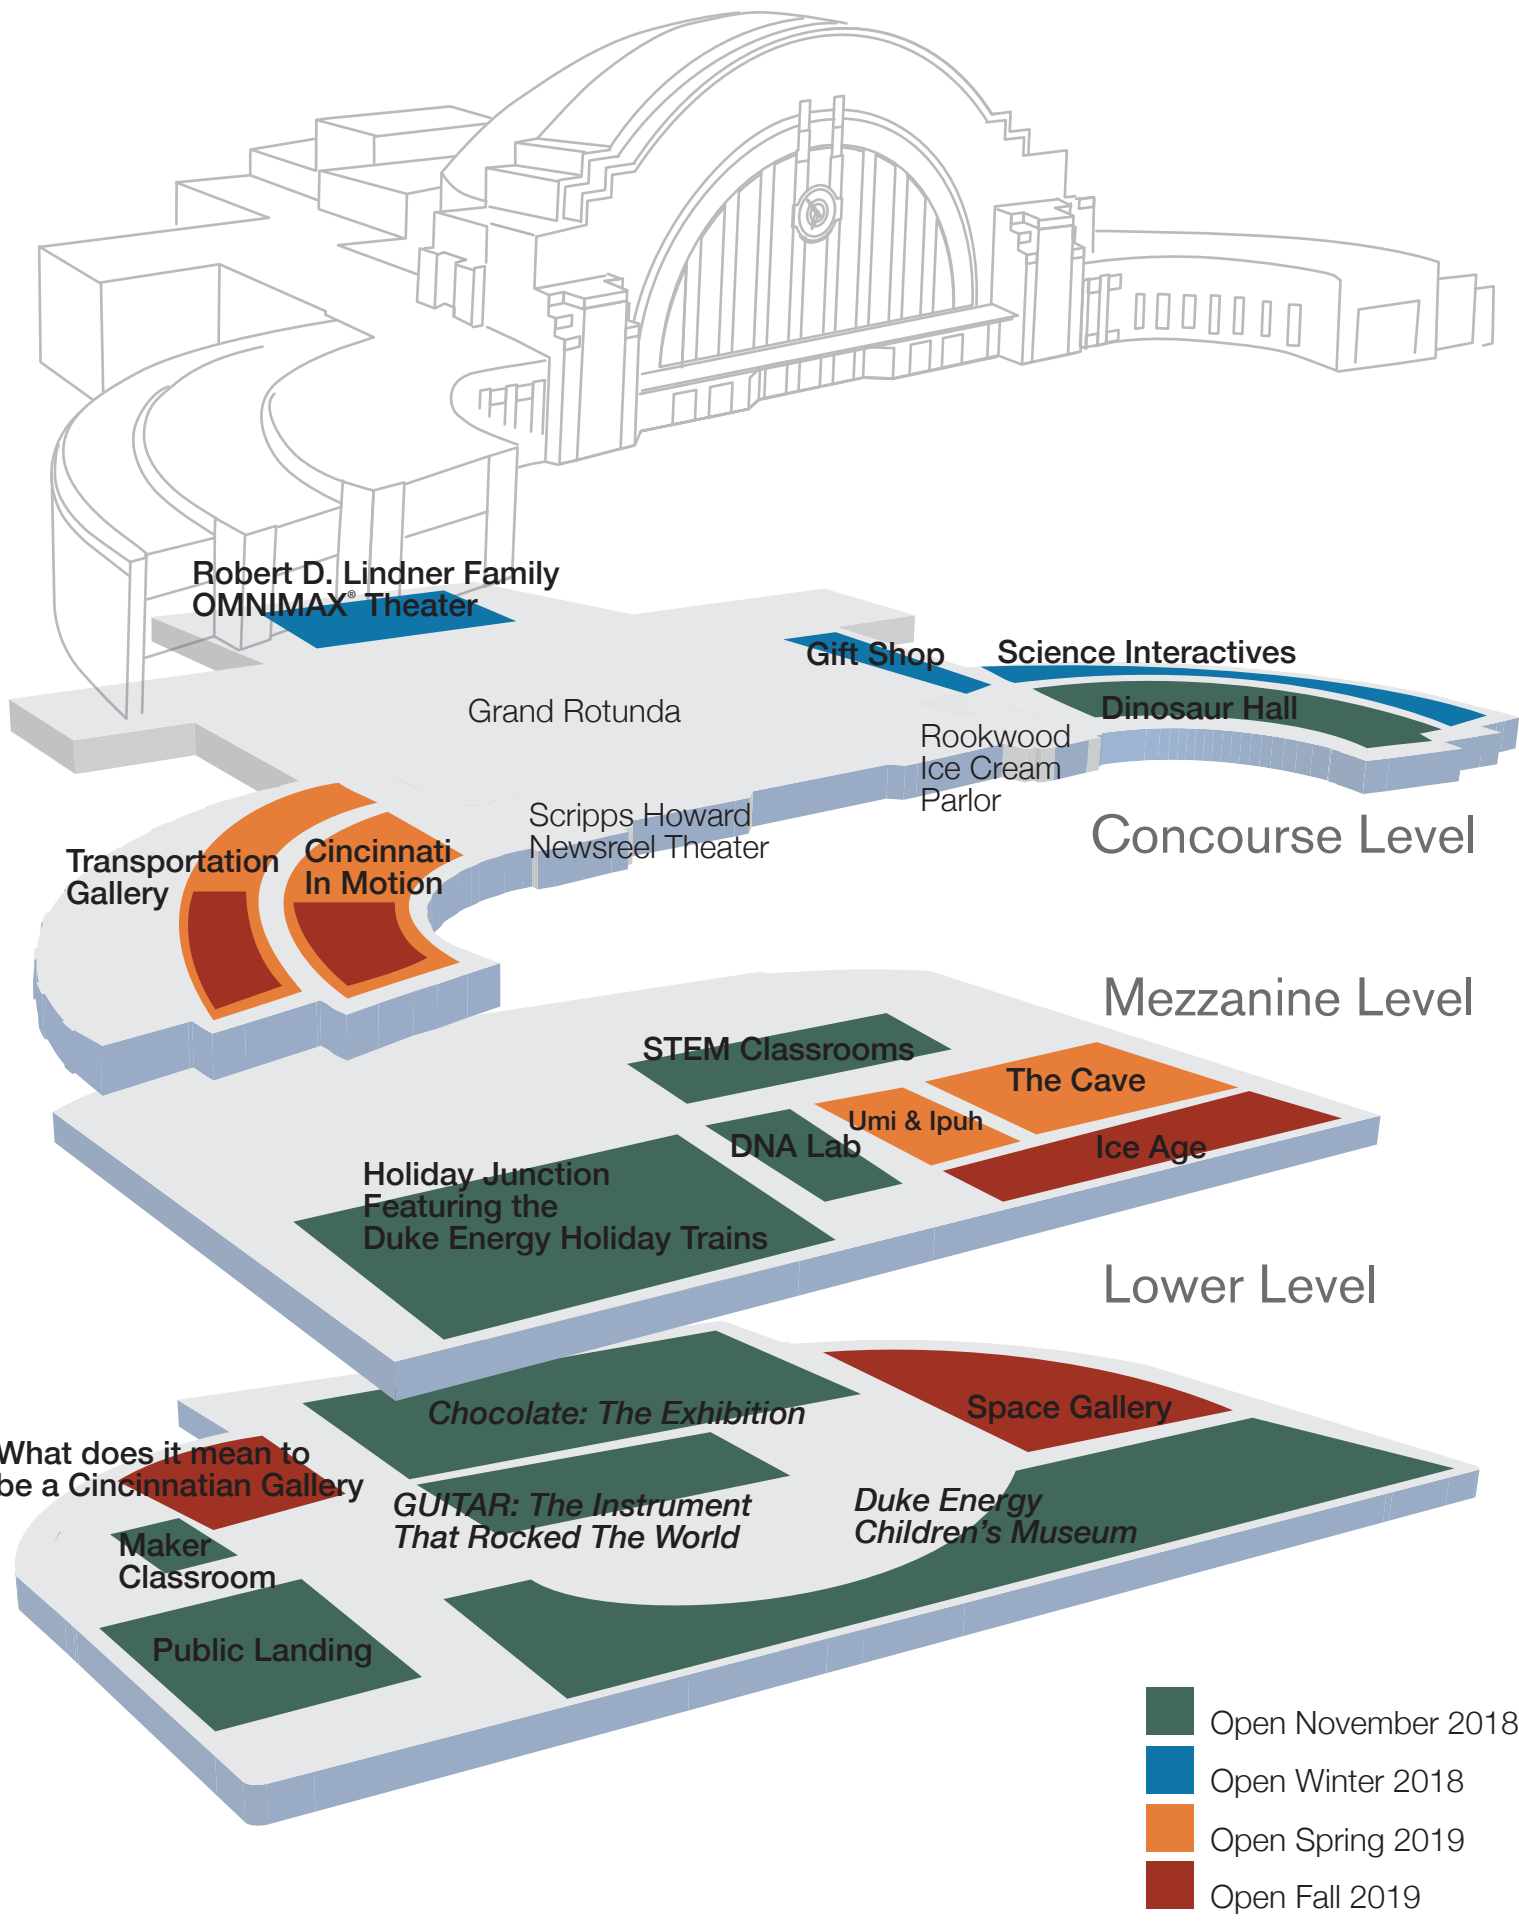 Robert D. Lindner Family
OMNIMAX® Theater
Gift Shop
Science Interactives
Dinosaur Hall
Grand Rotunda
Rookwood
Ice Cream
Parlor
Scripps Howard
Newsreel Theater
Concourse Level
Transportation
Gallery
Cincinnati
In Motion
Mezzanine Level
STEM Classrooms
The Cave
Umi & Ipuh
DNA Lab
Ice Age
Holiday Junction
Featuring the
Duke Energy Holiday Trains
Lower Level
Chocolate: The Exhibition
Space Gallery
What does it mean to
be a Cincinnatian Gallery
GUITAR: The Instrument
That Rocked The World
Duke Energy
Children's Museum
Maker
Classroom
Public Landing
Open November 2018
Open Winter 2018
Open Spring 2019
Open Fall 2019